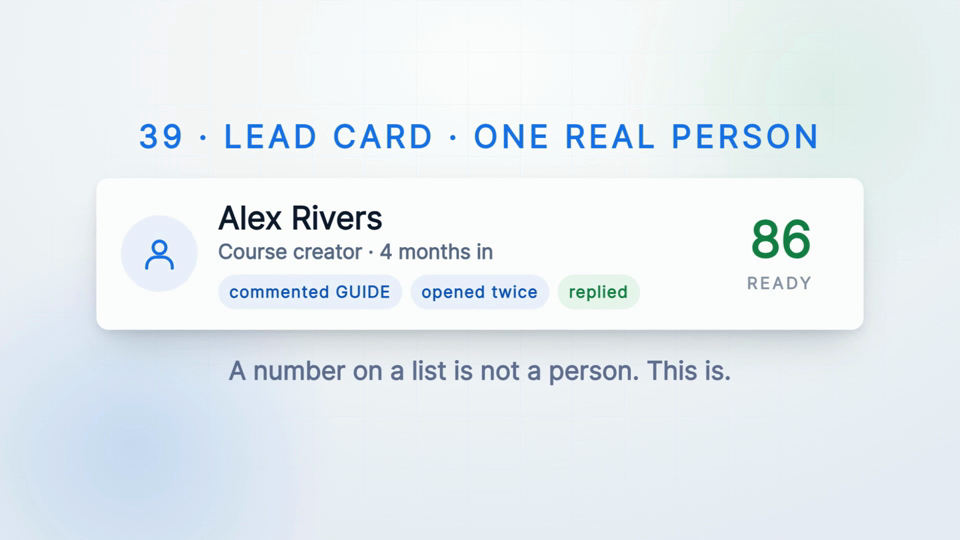 39 · LEAD CARD · ONE REAL PERSON
Alex Rivers
Course creator · 4 months in
commented GUIDE opened twice replied
86
READY
A number on a list is not a person. This is.